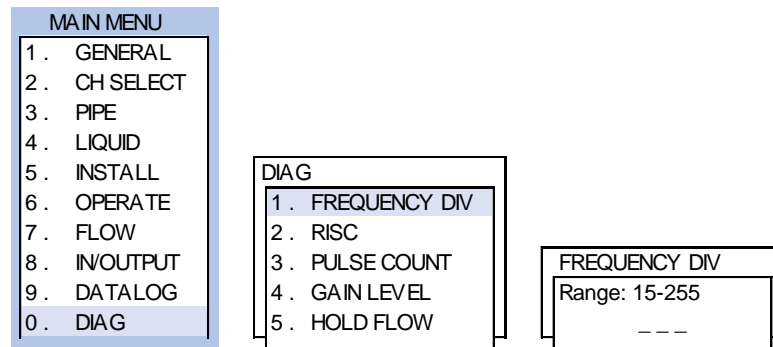 MAIN MENU
1. GENERAL
2. CH SELECT
3. PIPE
4. LIQUID
5. INSTALL
6. OPERATE
7. FLOW
8. IN/OUTPUT
9. DATALOG
0. DIAG
DIAG
1. FREQUENCY DIV
2. RISC
3. PULSE COUNT
4. GAIN LEVEL
5. HOLD FLOW
FREQUENCY DIV
Range: 15-255
_ _ _